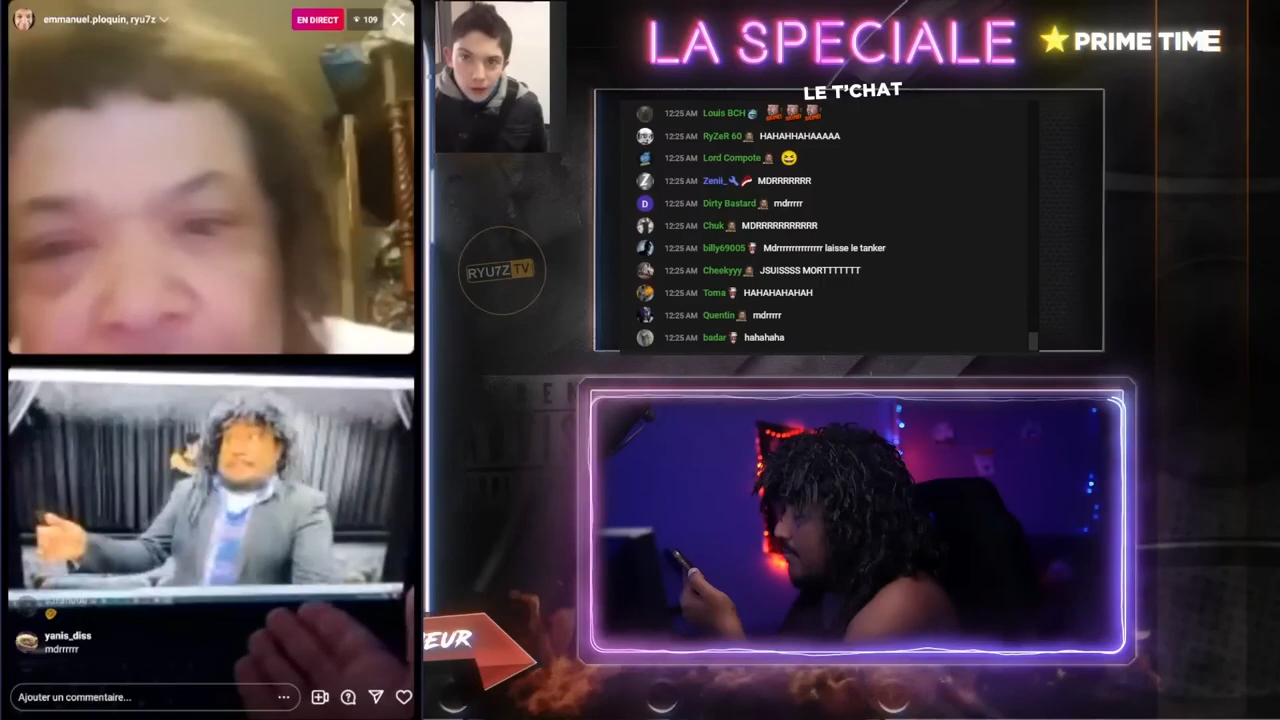 emmanuel.ploquin, ryu7z
EN DIRECT
109
LA SPECIALE
PRIME TIME
LE T'CHAT
12:25 AM Louis BCH
12:25 AM RyZeR 60 HAHAHHAHAAAAA
12:25 AM Lord Compote
12:25 AM Zenii_ MDRRRRRRR
12:25 AM Dirty Bastard mdrrrrr
12:25 AM Chuk MDRRRRRRRRRRR
12:25 AM billy69005 Mdrrrrrrrrrrrrrrr laisse le tanker
12:25 AM Cheekyyy JSUISSSS MORTTTTTTT
12:25 AM Toma HAHAHAHAHAH
12:25 AM Quentin mdrrrrr
12:25 AM badar hahahaha
RYU7Z TV
EUR
yanis_diss
mdrrrrrr
Ajouter un commentaire...